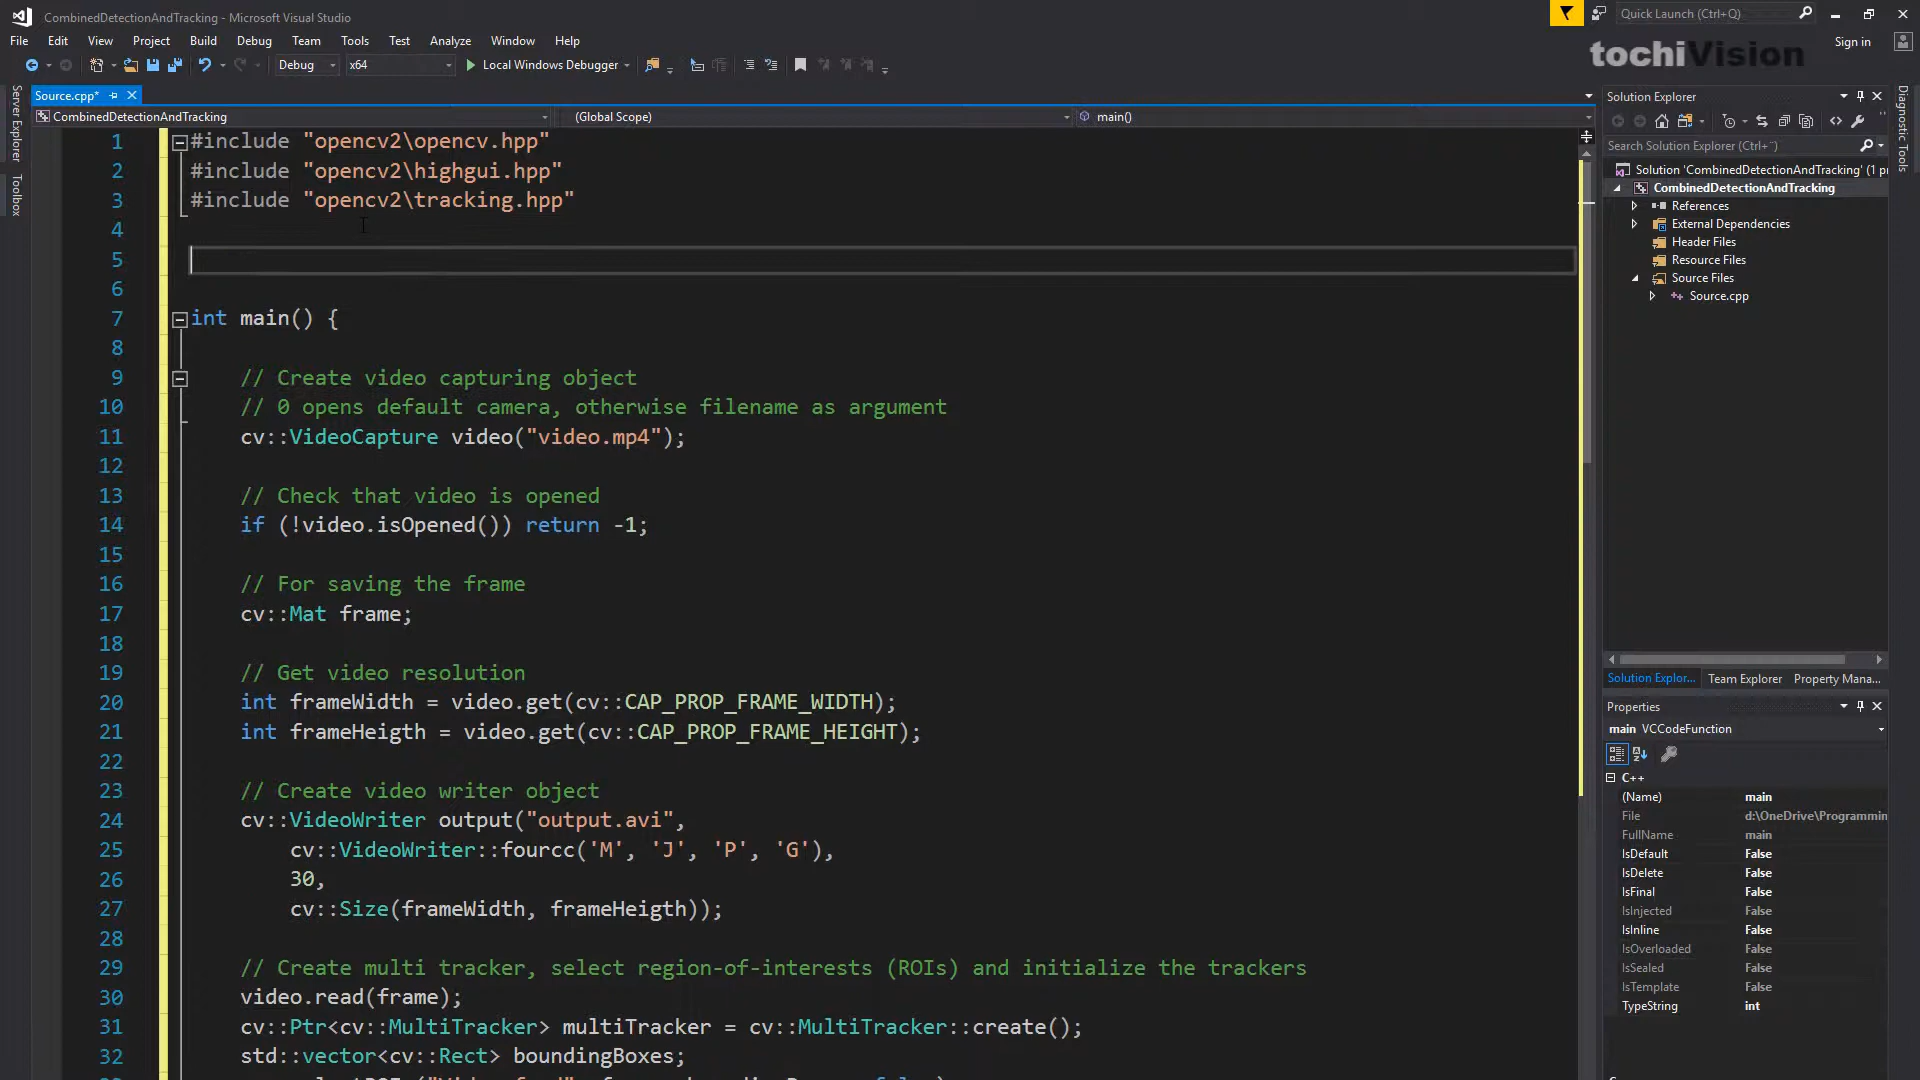 CombinedDetectionAndTracking - Microsoft Visual Studio
Quick Launch (Ctrl+Q)
File Edit View Project Build Debug Team Tools Test Analyze Window Help
Sign in
tochiVision
Debug x64 Local Windows Debugger
Server Explorer
Toolbox
Source.cpp*
CombinedDetectionAndTracking (Global Scope) main()
1 #include "opencv2\opencv.hpp"
2 #include "opencv2\highgui.hpp"
3 #include "opencv2\tracking.hpp"
4
5
6
7 int main() {
8
9 // Create video capturing object
10 // 0 opens default camera, otherwise filename as argument
11 cv::VideoCapture video("video.mp4");
12
13 // Check that video is opened
14 if (!video.isOpened()) return -1;
15
16 // For saving the frame
17 cv::Mat frame;
18
19 // Get video resolution
20 int frameWidth = video.get(cv::CAP_PROP_FRAME_WIDTH);
21 int frameHeigth = video.get(cv::CAP_PROP_FRAME_HEIGHT);
22
23 // Create video writer object
24 cv::VideoWriter output("output.avi",
25 cv::VideoWriter::fourcc('M', 'J', 'P', 'G'),
26 30,
27 cv::Size(frameWidth, frameHeigth));
28
29 // Create multi tracker, select region-of-interests (ROIs) and initialize the trackers
30 video.read(frame);
31 cv::Ptr<cv::MultiTracker> multiTracker = cv::MultiTracker::create();
32 std::vector<cv::Rect> boundingBoxes;
Solution Explorer
Search Solution Explorer (Ctrl+¨)
Solution 'CombinedDetectionAndTracking' (1 pr
CombinedDetectionAndTracking
References
External Dependencies
Header Files
Resource Files
Source Files
Source.cpp
Solution Explor... Team Explorer Property Mana...
Properties
main VCCodeFunction
C++
(Name) main
File d:\OneDrive\Programmin
FullName main
IsDefault False
IsDelete False
IsFinal False
IsInjected False
IsInline False
IsOverloaded False
IsSealed False
IsTemplate False
TypeString int
Diagnostic Tools